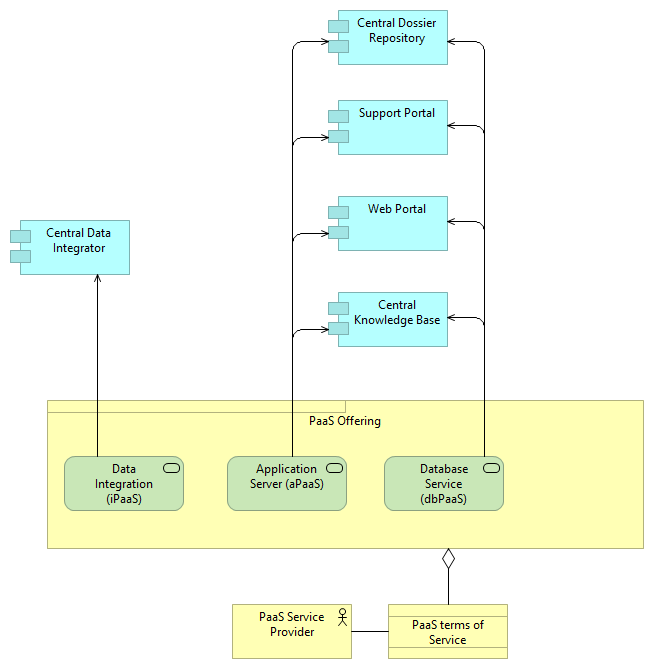 Central Dossier
Repository
Support Portal
Web Portal
Central Data
Integrator
Central
Knowledge Base
PaaS Offering
Data
Integration
(iPaaS)
Application
Server (aPaaS)
Database
Service
(dbPaaS)
PaaS Service
Provider
PaaS terms of
Service